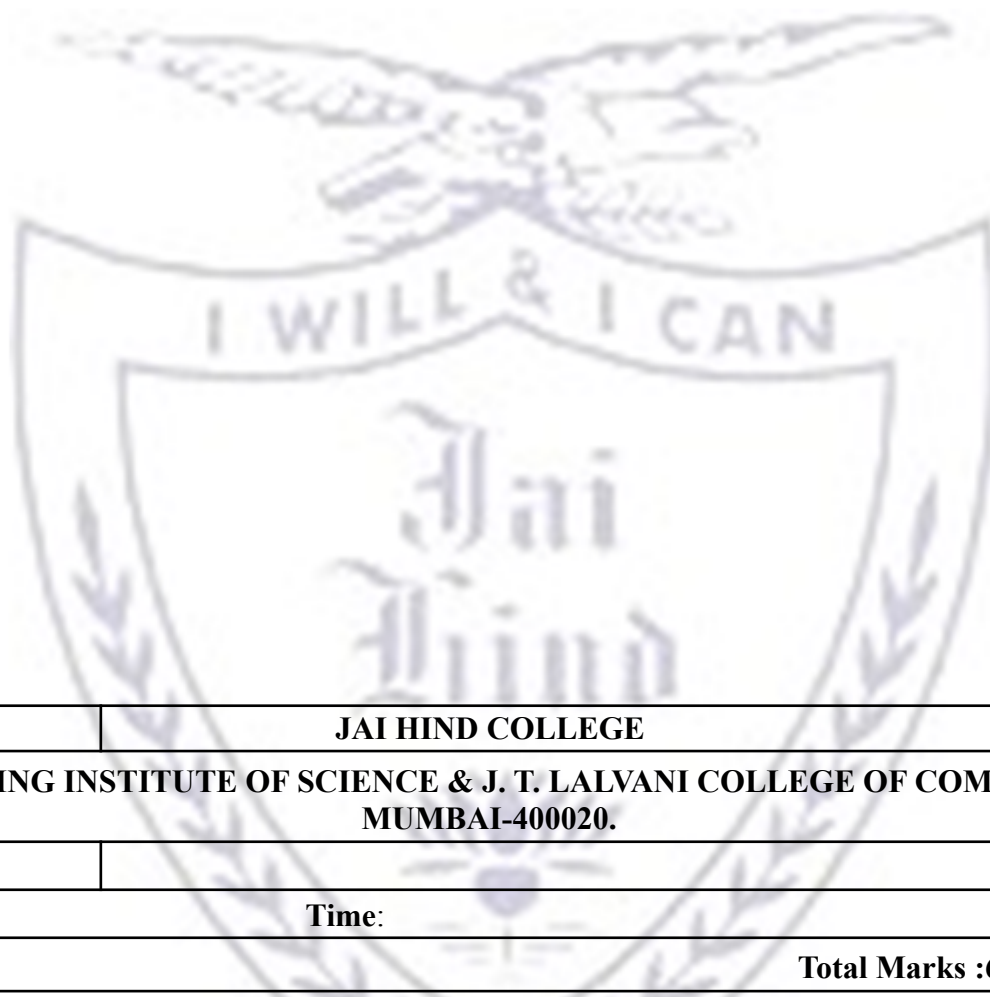 I WILL & I CAN
Jai
Hind
JAI HIND COLLEGE
ING INSTITUTE OF SCIENCE & J. T. LALVANI COLLEGE OF COM
MUMBAI-400020.
Time:
Total Marks :6